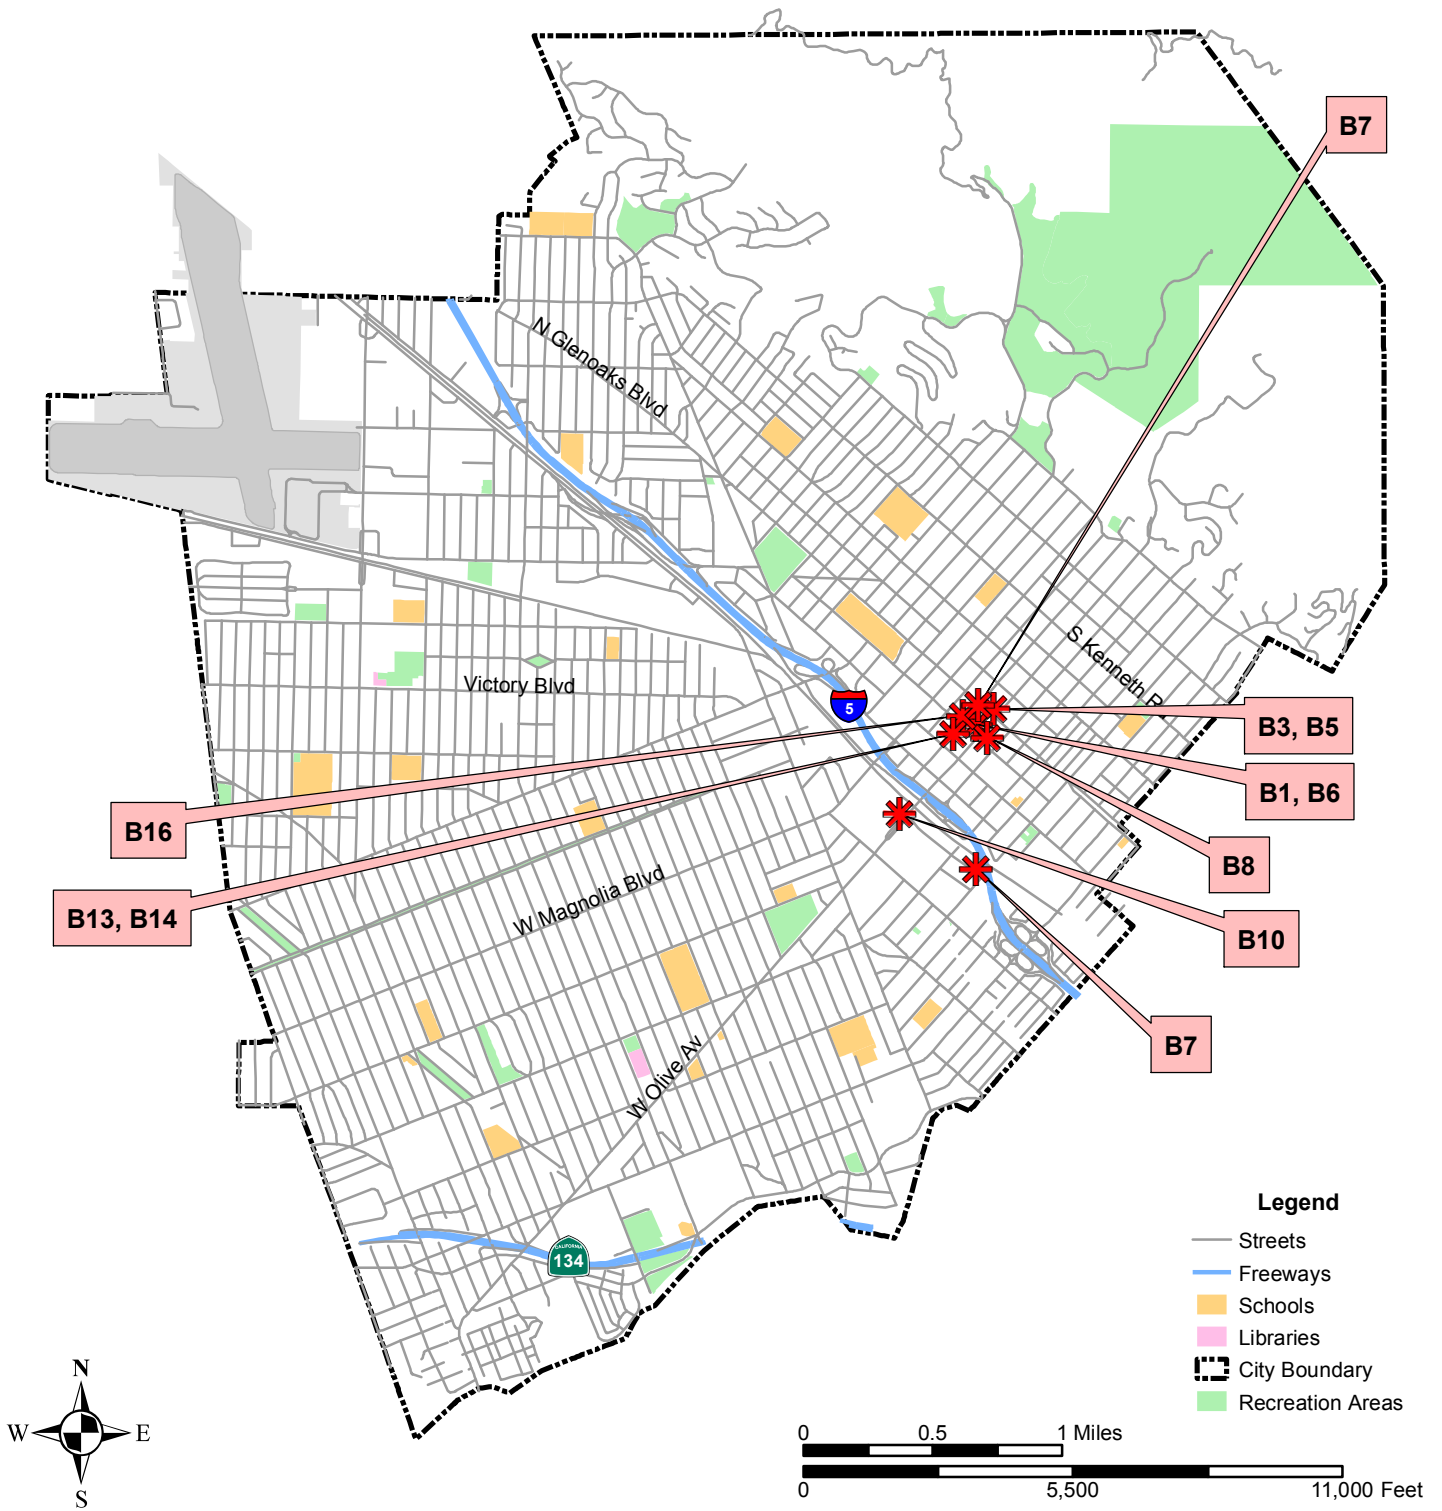 B7
N Glenoaks Blvd
S Kenneth R
Victory Blvd
5
B3, B5
B1, B6
B16
B8
B13, B14
W Magnolia Blvd
B10
B7
W Olive Av
CALIFORNIA
134
Legend
Streets
Freeways
Schools
Libraries
City Boundary
Recreation Areas
N
W
E
S
0
0.5
1 Miles
0
5,500
11,000 Feet